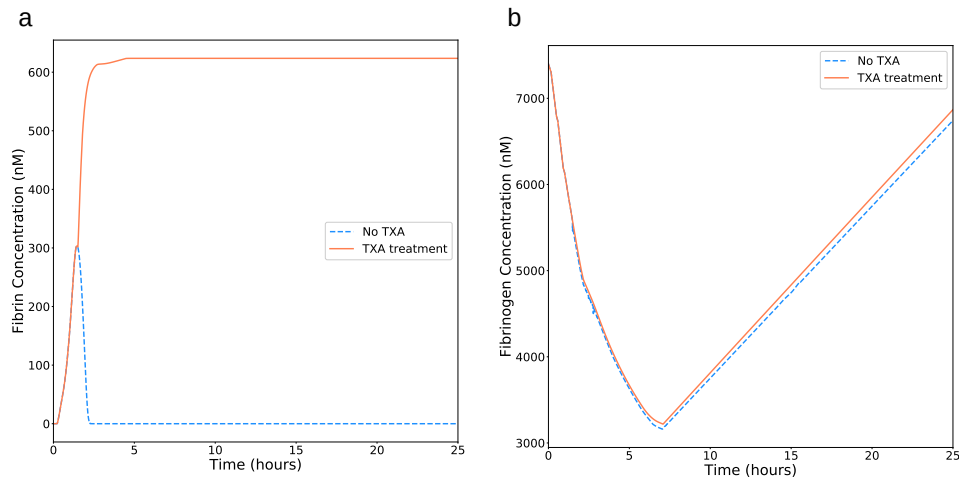 a
Fibrin Concentration (nM)
600
500
400
300
200
100
0
No TXA
TXA treatment
0 5 10 15 20 25
Time (hours)
b
Fibrinogen Concentration (nM)
7000
6000
5000
4000
3000
No TXA
TXA treatment
0 5 10 15 20 25
Time (hours)